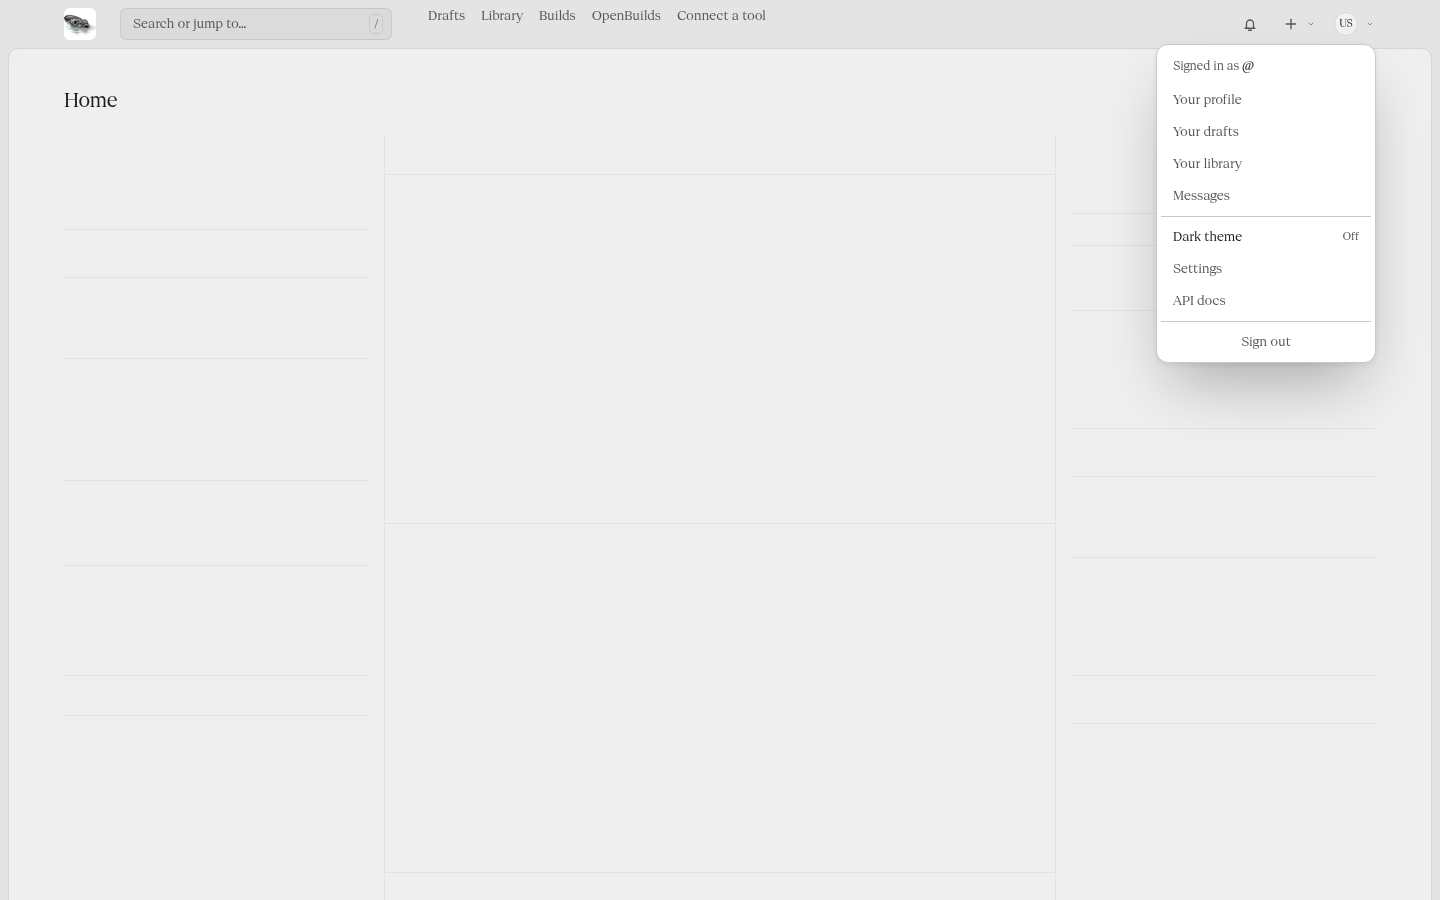 Search or jump to...
/
Drafts
Library
Builds
OpenBuilds
Connect a tool
US
Home
Signed in as @
Your profile
Your drafts
Your library
Messages
Dark theme Off
Settings
API docs
Sign out